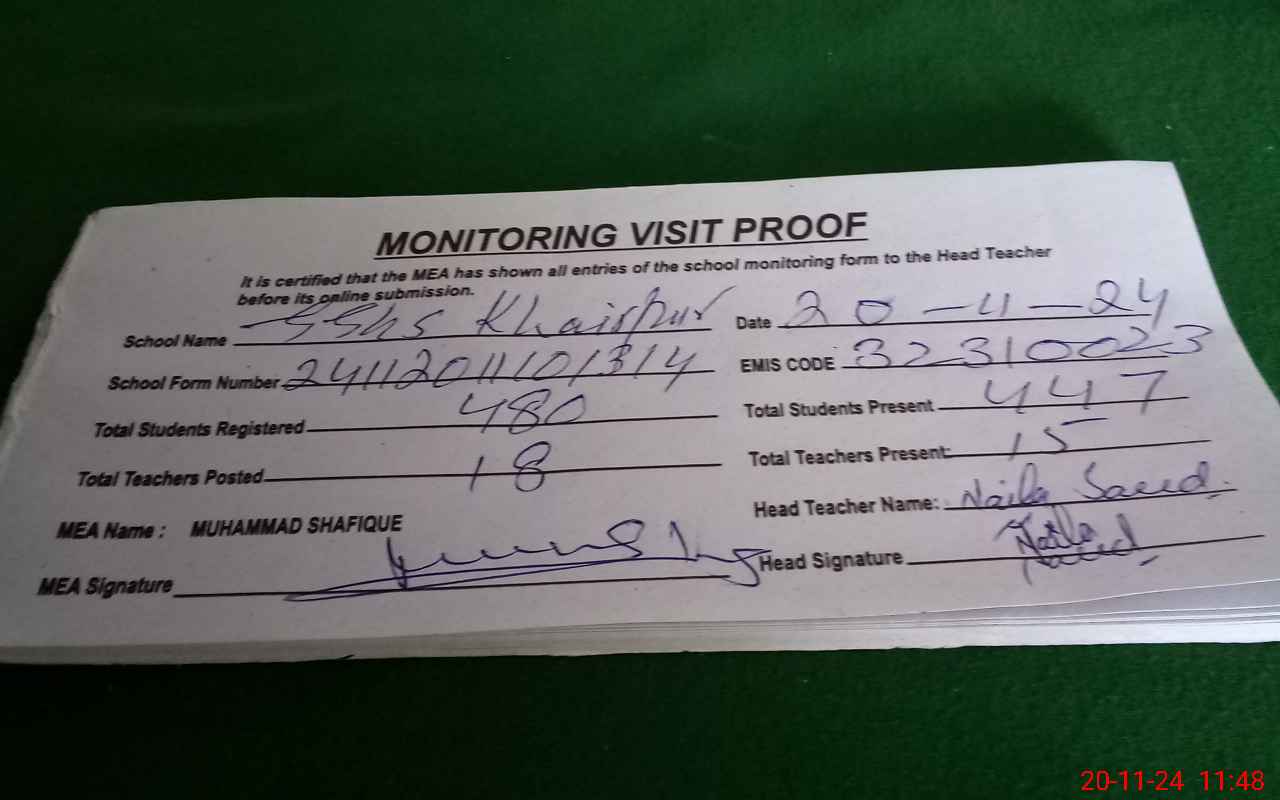 MONITORING VISIT PROOF
It is certified that the MEA has shown all entries of the school monitoring form to the Head Teacher
before its online submission.
School Name GGHS Khairpur Date 20-11-24
School Form Number 24112011101314 EMIS CODE 32310023
Total Students Registered 480 Total Students Present 447
Total Teachers Posted 18 Total Teachers Present: 15
MEA Name : MUHAMMAD SHAFIQUE Head Teacher Name: Naila Saeed.
MEA Signature Head Signature Naila Saeed
20-11-24 11:48